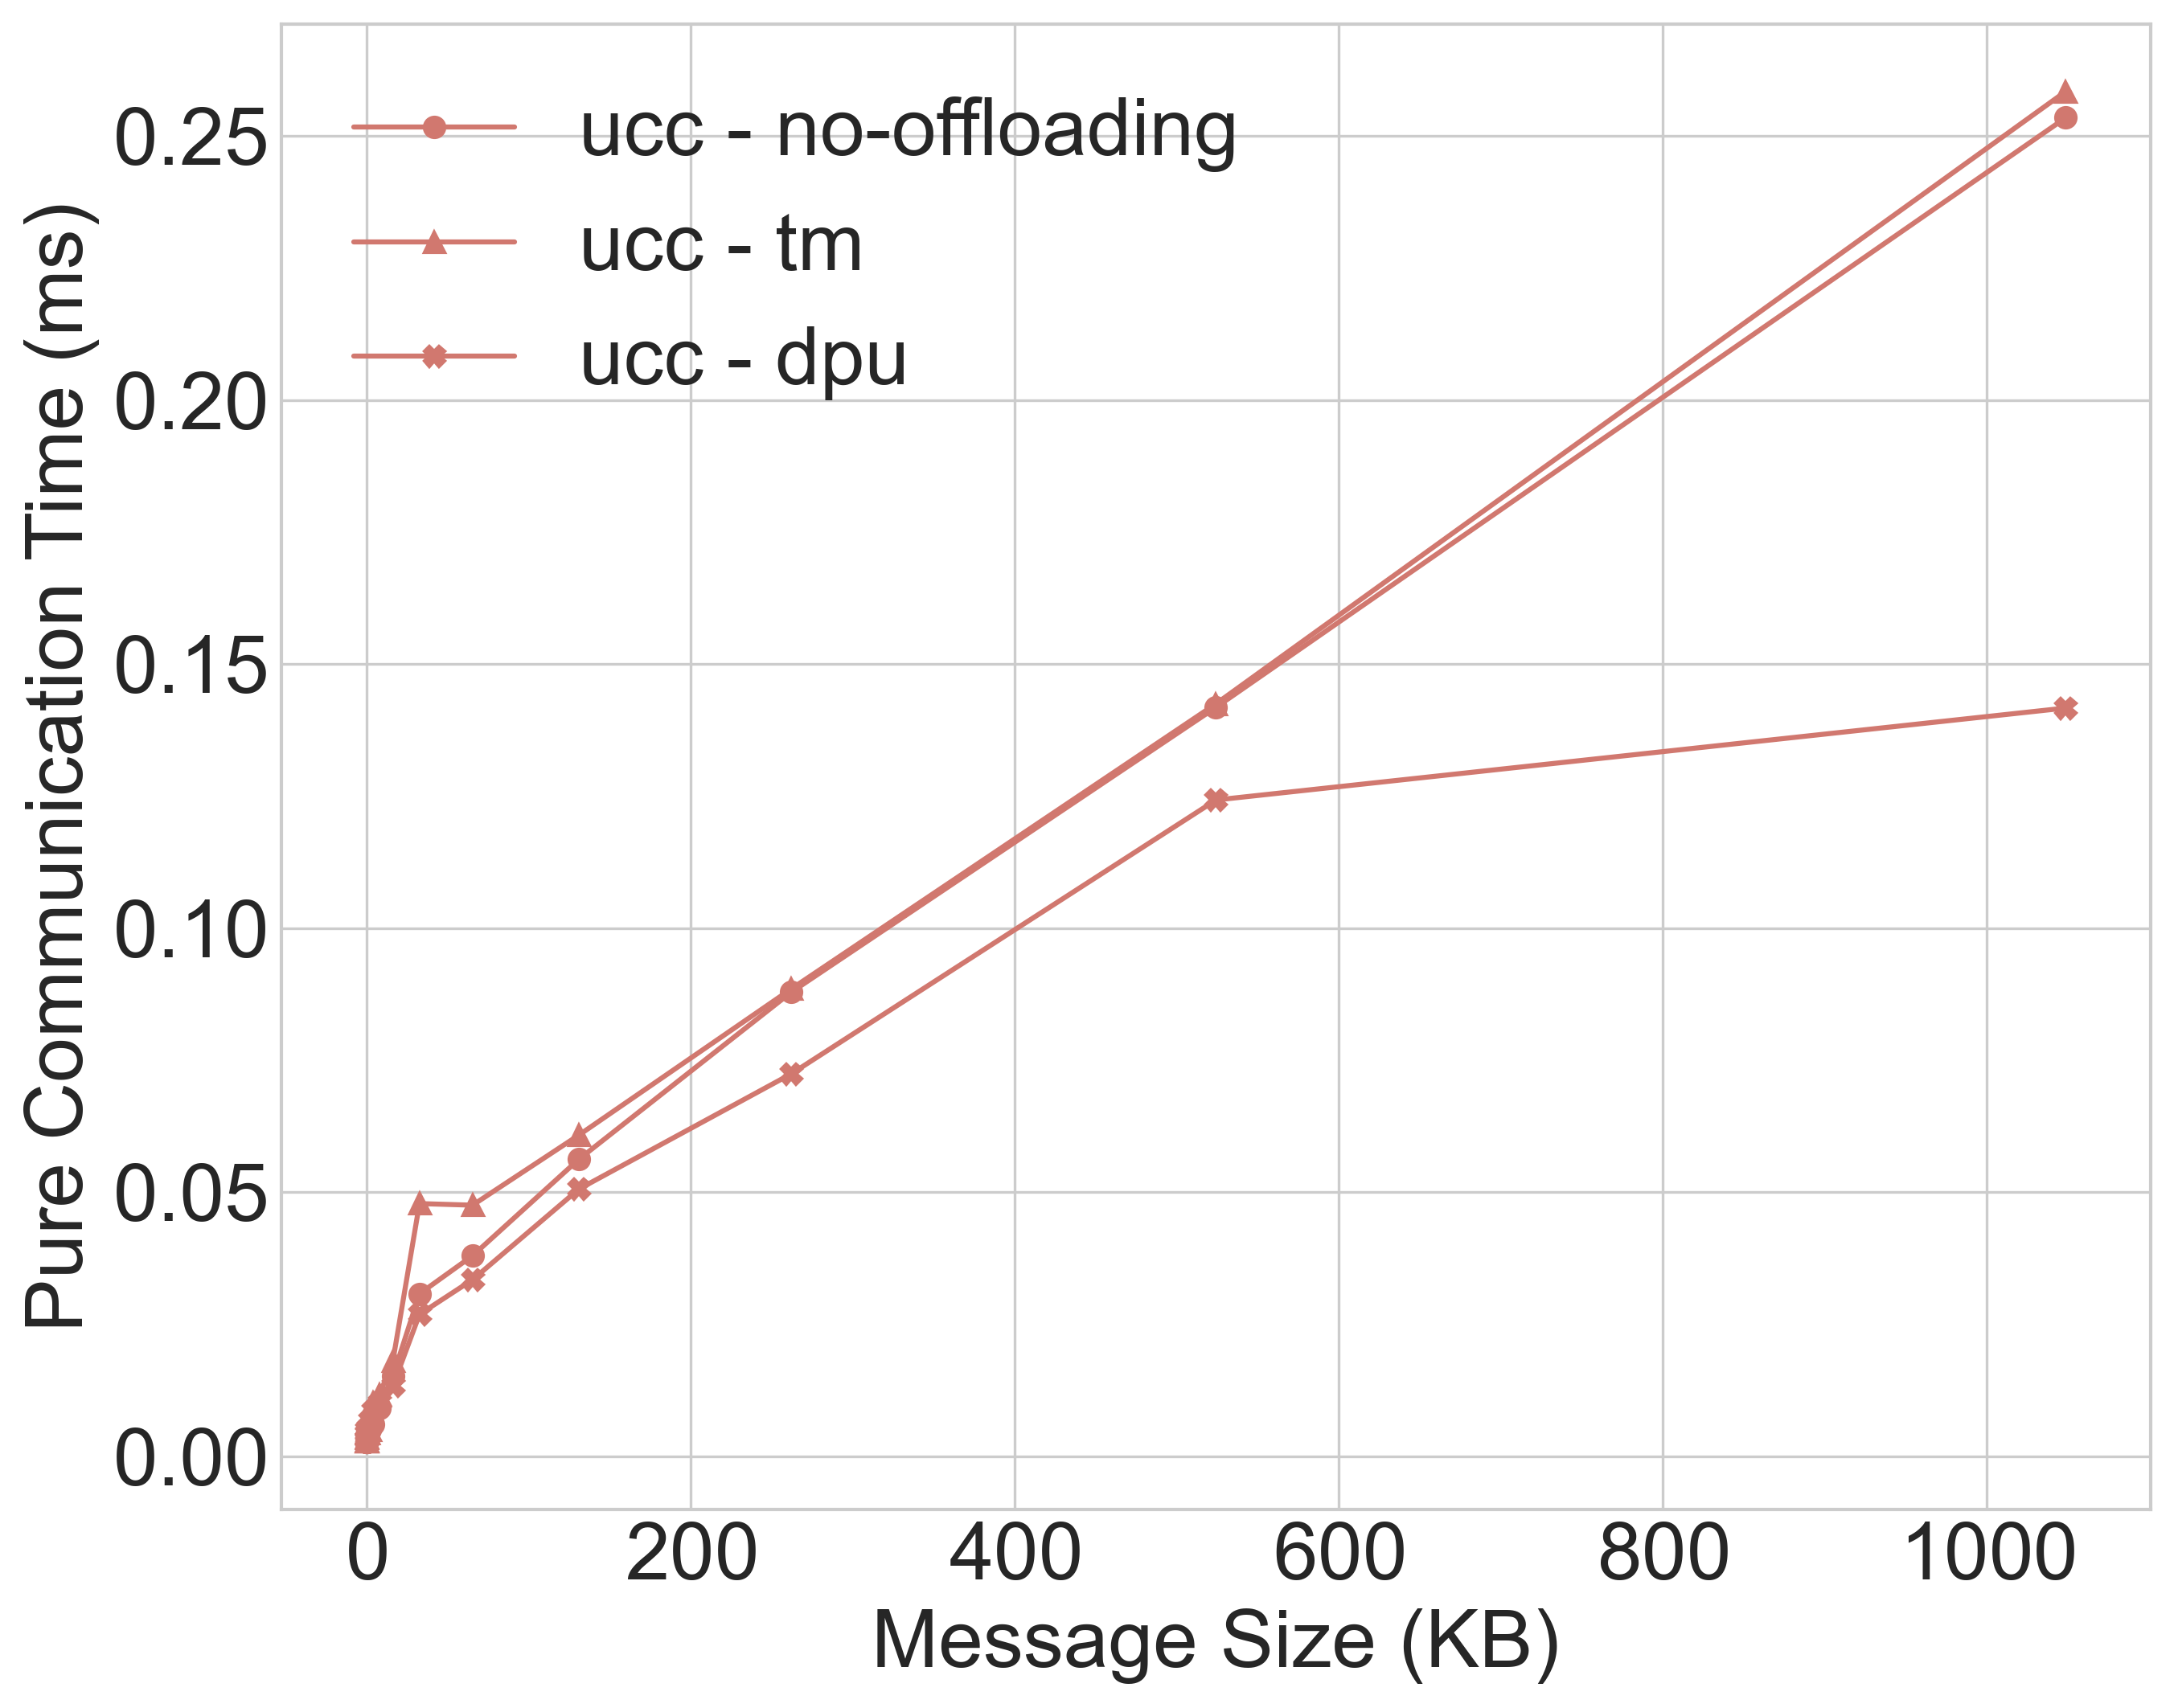 Pure Communication Time (ms)
0.25
0.20
0.15
0.10
0.05
0.00
ucc - no-offloading
ucc - tm
ucc - dpu
0 200 400 600 800 1000
Message Size (KB)